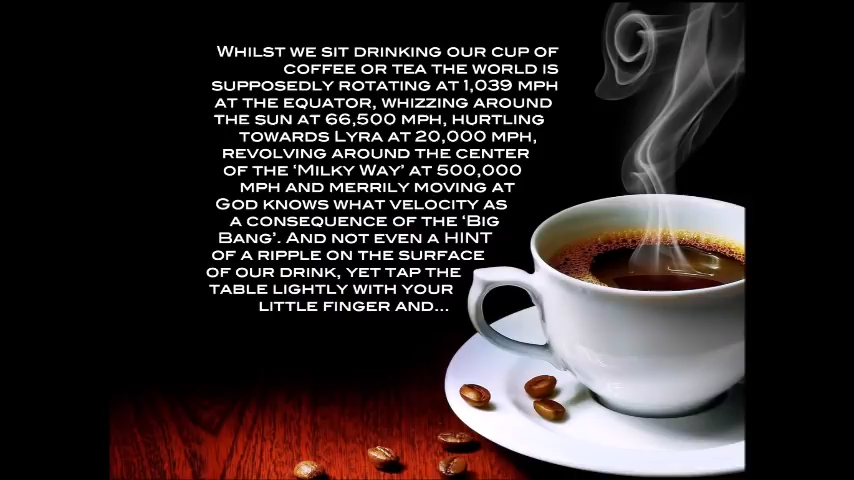 Whilst we sit drinking our cup of
coffee or tea the world is
supposedly rotating at 1,039 mph
at the equator, whizzing around
the sun at 66,500 mph, hurtling
towards Lyra at 20,000 mph,
revolving around the center
of the ‘Milky Way’ at 500,000
mph and merrily moving at
God knows what velocity as
a consequence of the ‘Big
Bang’. And not even a HINT
of a ripple on the surface
of our drink, yet tap the
table lightly with your
little finger and...